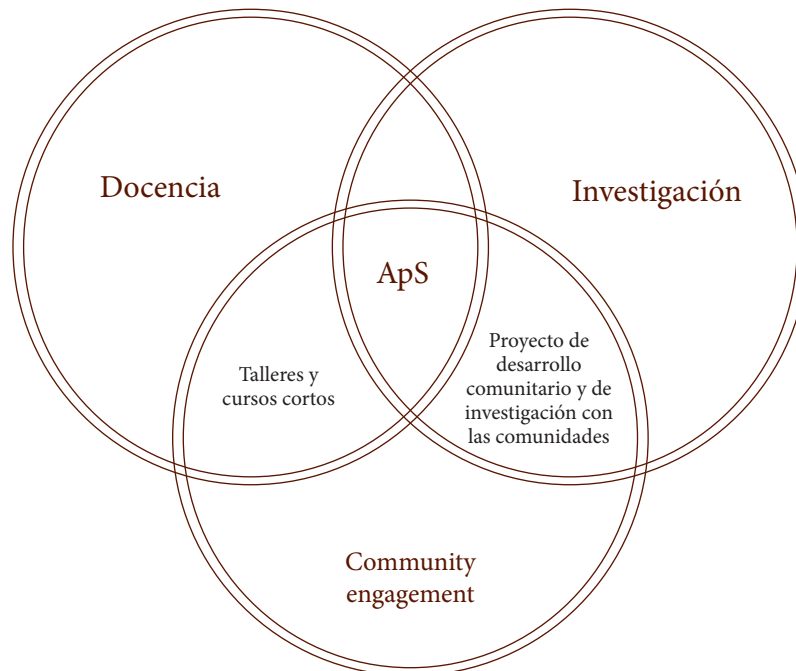 Docencia
Investigación
ApS
Talleres y
cursos cortos
Proyecto de
desarrollo
comunitario y de
investigación con
las comunidades
Community
engagement